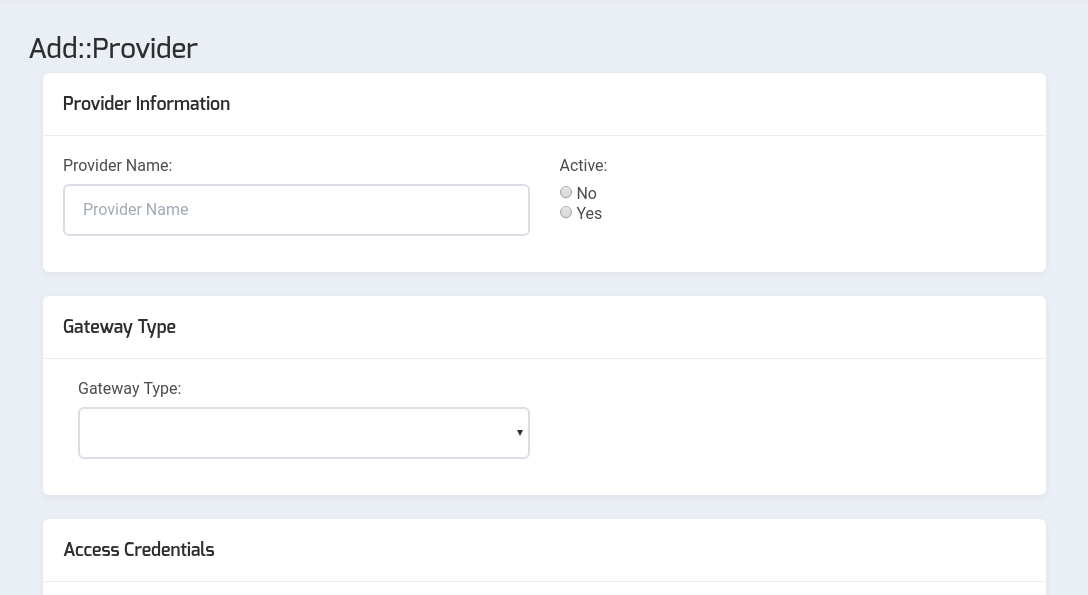 Add::Provider
Provider Information
Provider Name:
Provider Name
Active:
No
Yes
Gateway Type
Gateway Type:
Access Credentials